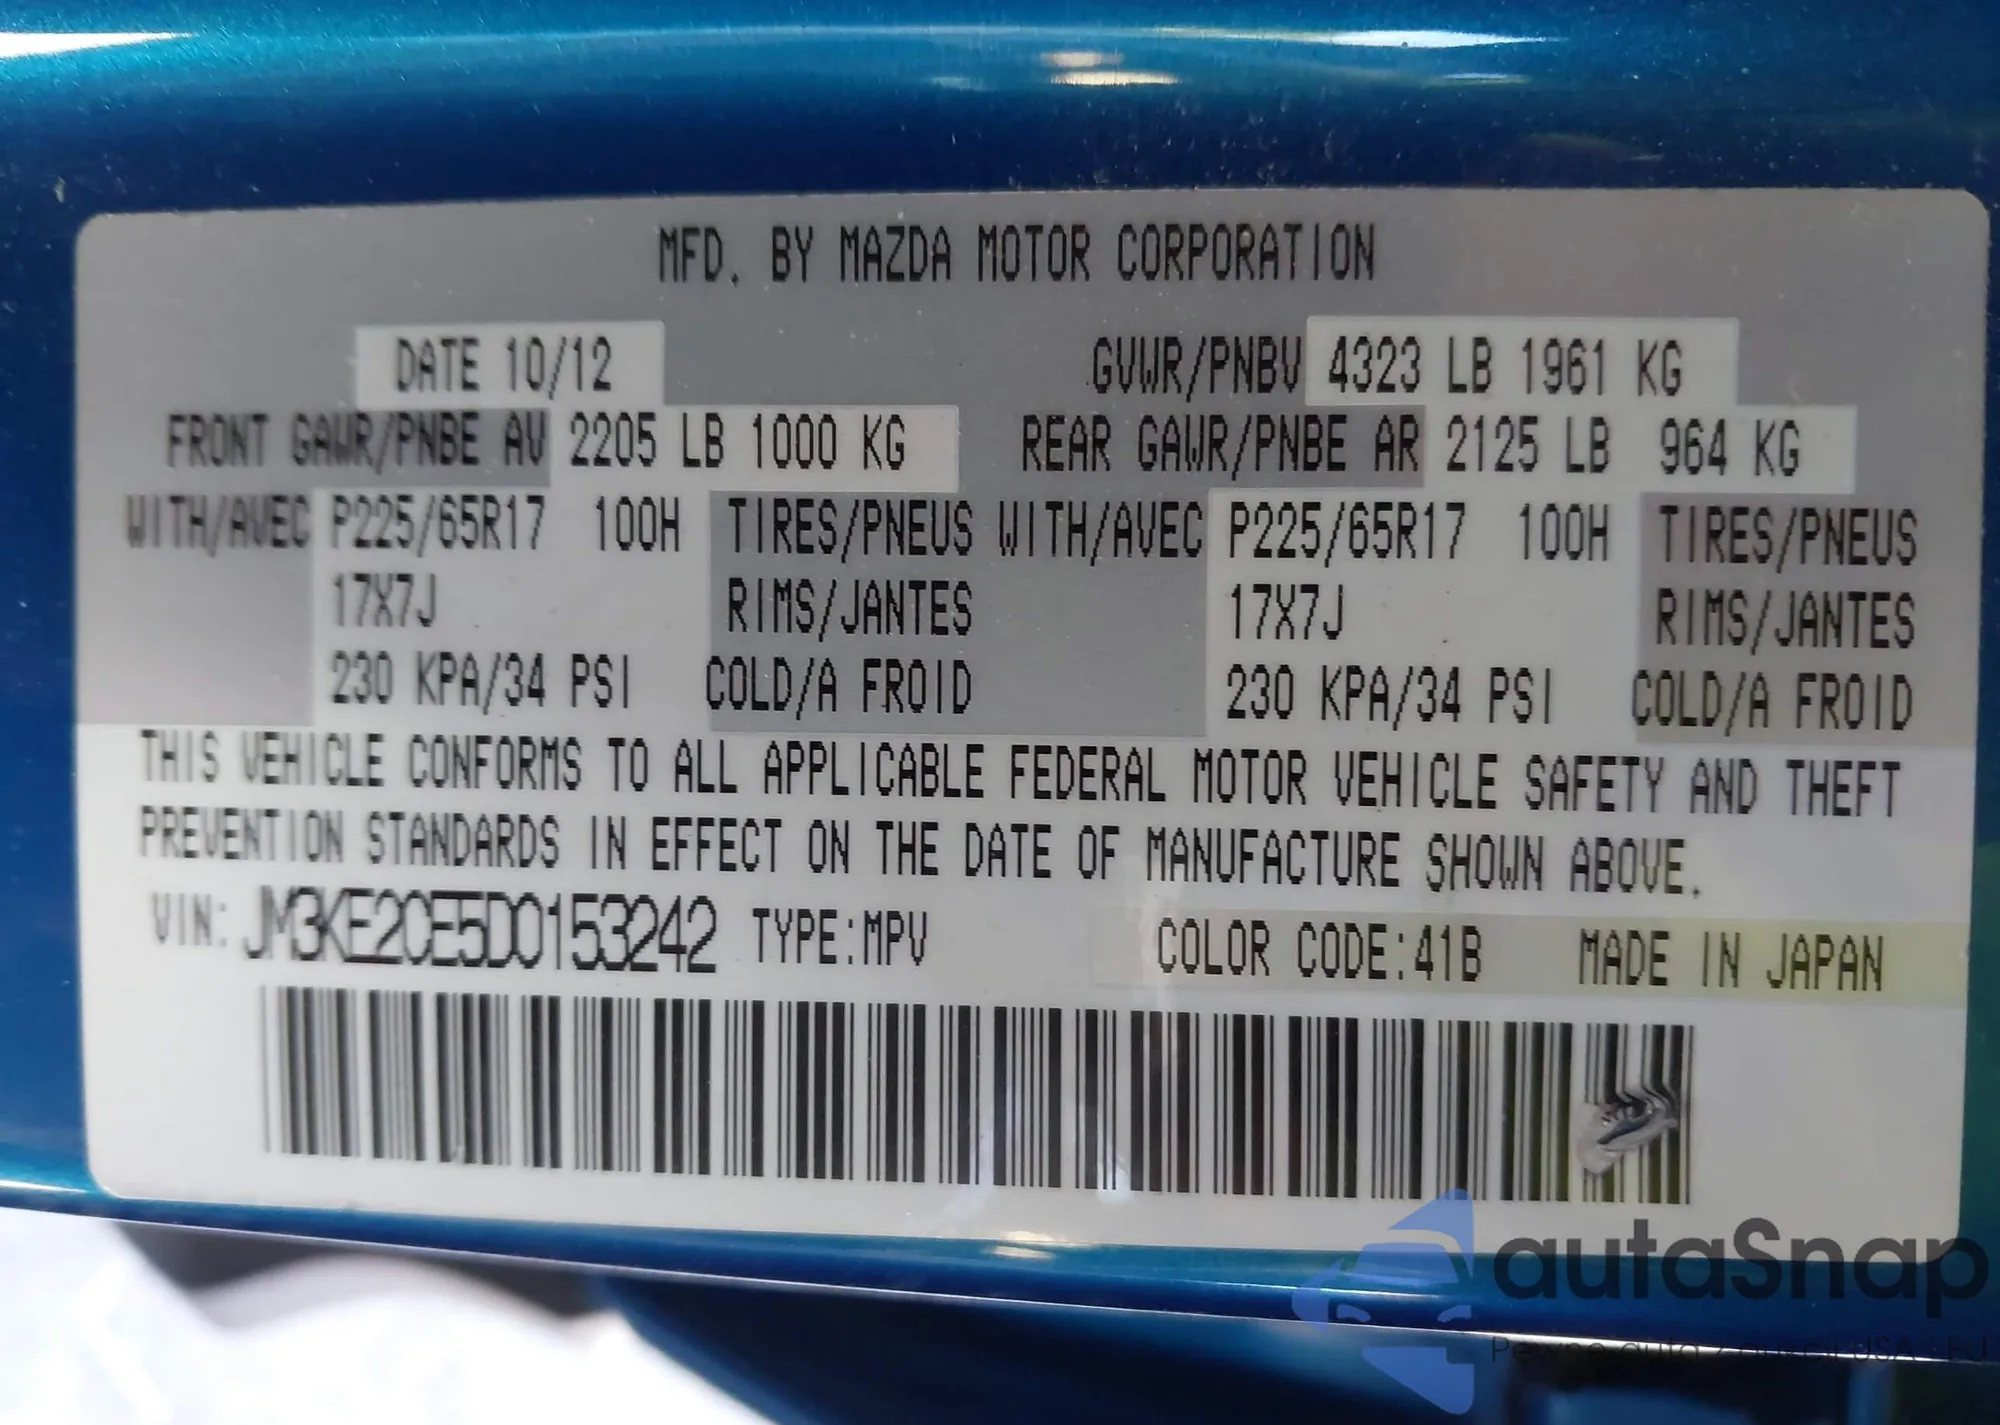 MFD. BY MAZDA MOTOR CORPORATION
DATE 10/12 GVWR/PNBV 4323 LB 1961 KG
FRONT GAWR/PNBE AV 2205 LB 1000 KG REAR GAWR/PNBE AR 2125 LB 964 KG
WITH/AVEC P225/65R17 100H TIRES/PNEUS WITH/AVEC P225/65R17 100H TIRES/PNEUS
17X7J RIMS/JANTES 17X7J RIMS/JANTES
230 KPA/34 PSI COLD/A FROID 230 KPA/34 PSI COLD/A FROID
THIS VEHICLE CONFORMS TO ALL APPLICABLE FEDERAL MOTOR VEHICLE SAFETY AND THEFT
PREVENTION STANDARDS IN EFFECT ON THE DATE OF MANUFACTURE SHOWN ABOVE.
VIN: JM3KE2CE5D0153242 TYPE:MPV COLOR CODE:41B MADE IN JAPAN
autaSnap
Pewne auta z